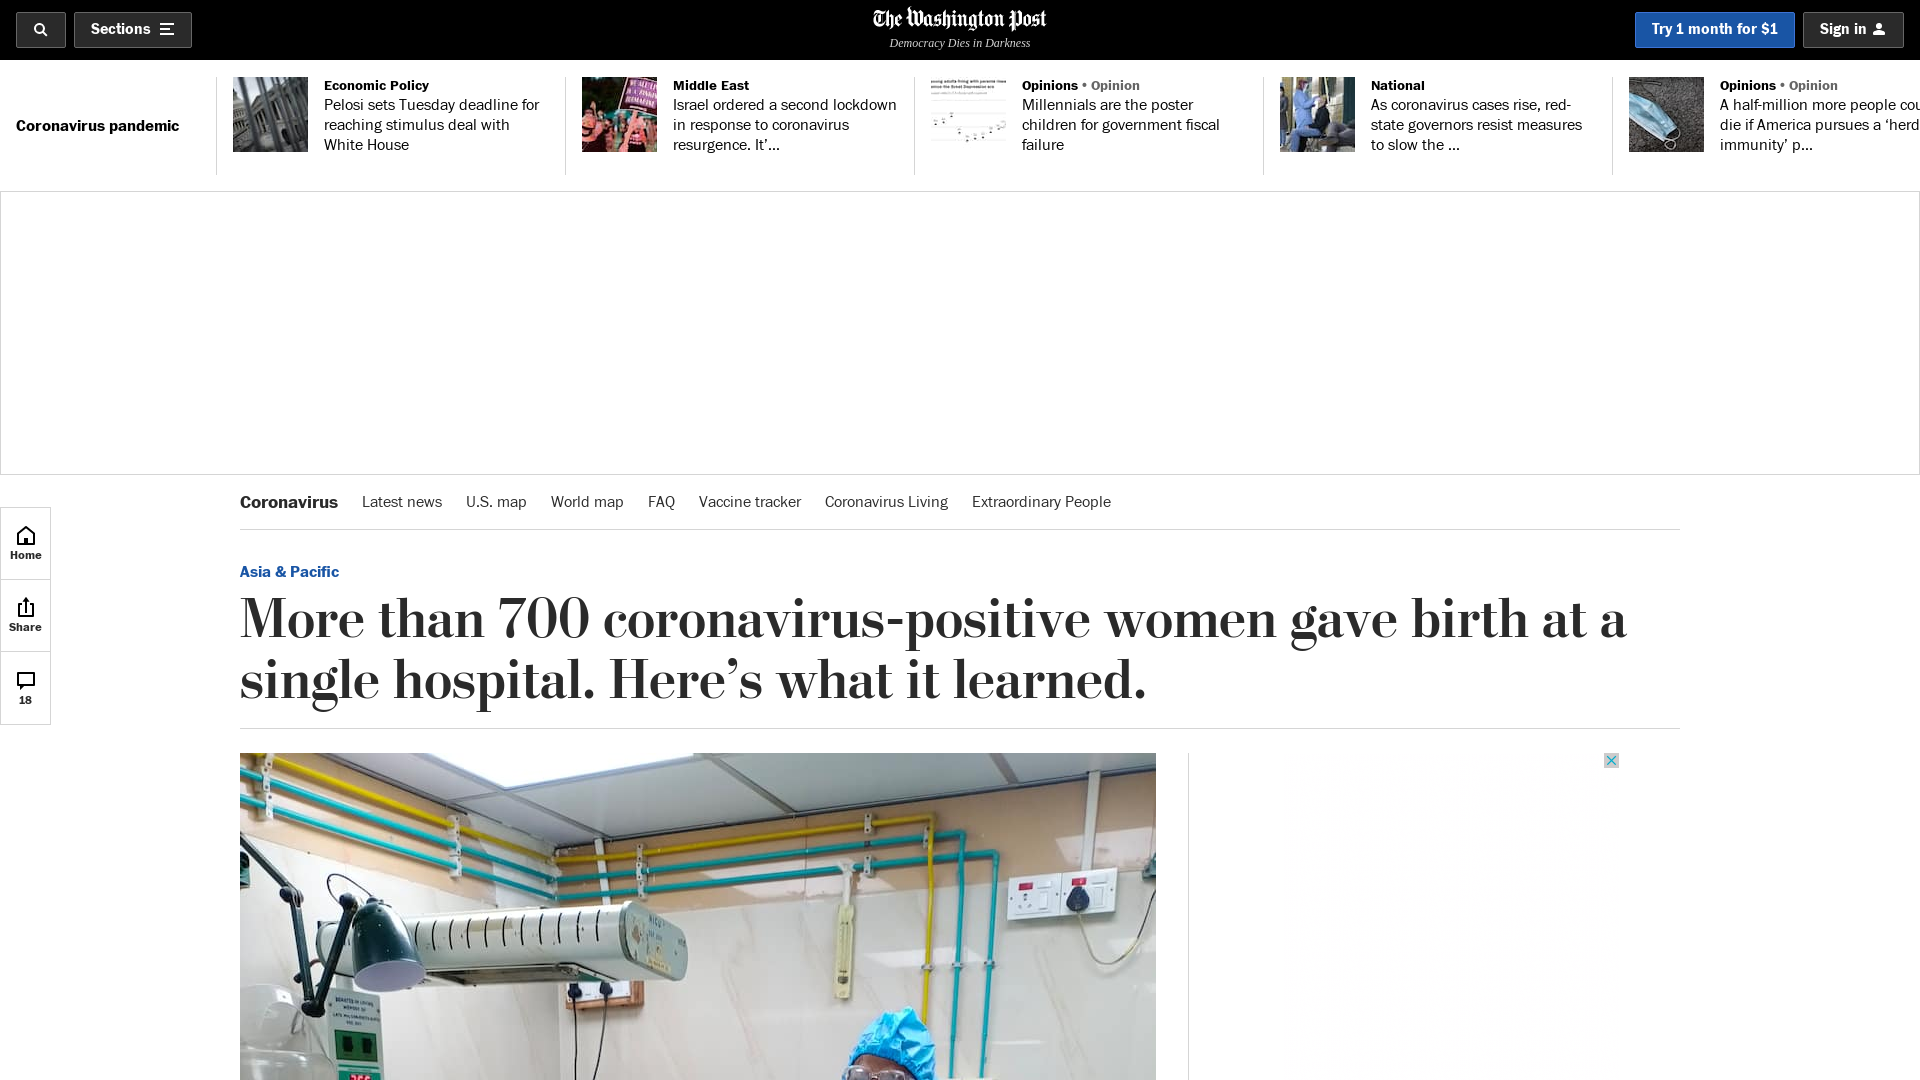 Sections
The Washington Post
Democracy Dies in Darkness
Try 1 month for $1
Sign in
Coronavirus pandemic
Economic Policy
Pelosi sets Tuesday deadline for
reaching stimulus deal with
White House
Middle East
Israel ordered a second lockdown
in response to coronavirus
resurgence. It’s...
Opinions • Opinion
Millennials are the poster
children for government fiscal
failure
National
As coronavirus cases rise, red-
state governors resist measures
to slow the ...
Opinions • Opinion
A half-million more people cou
die if America pursues a ‘herd
immunity’ p...
Coronavirus
Latest news
U.S. map
World map
FAQ
Vaccine tracker
Coronavirus Living
Extraordinary People
Home
Share
18
Asia & Pacific
More than 700 coronavirus-positive women gave birth at a
single hospital. Here’s what it learned.